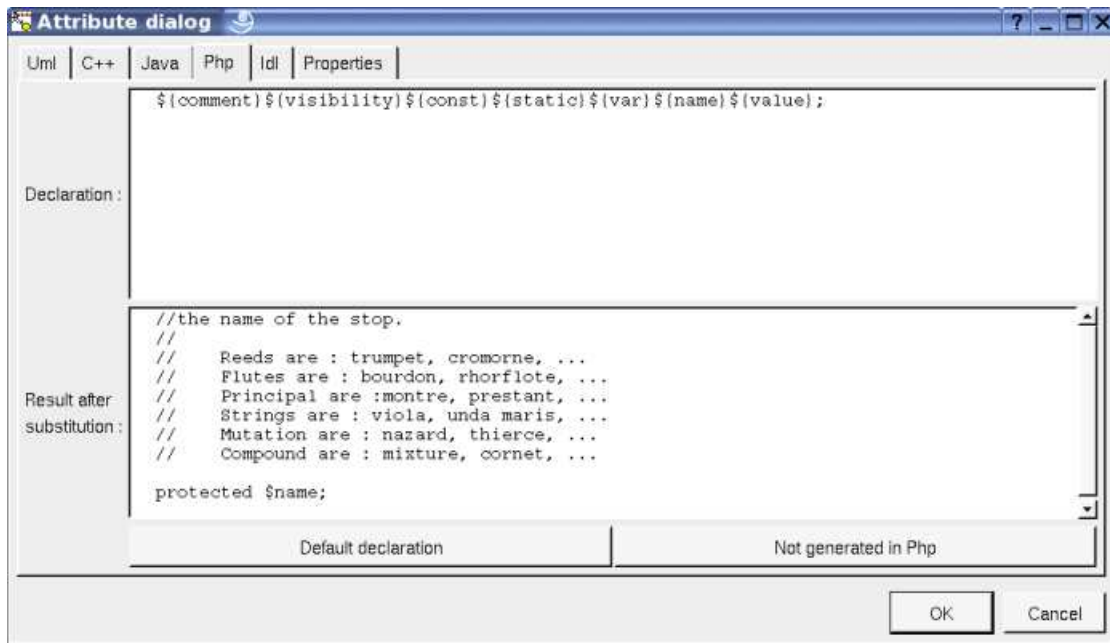 Attribute dialog
? _ X
Uml C++ Java Php Idl Properties
Declaration :
${comment}${visibility}${const}${static}${var}${name}${value};
Result after
substitution :
//the name of the stop.
//
// Reeds are : trumpet, cromorne, ...
// Flutes are : bourdon, rhorflote, ...
// Principal are :montre, prestant, ...
// Strings are : viola, unda maris, ...
// Mutation are : nazard, thierce, ...
// Compound are : mixture, cornet, ...
protected $name;
Default declaration
Not generated in Php
OK
Cancel